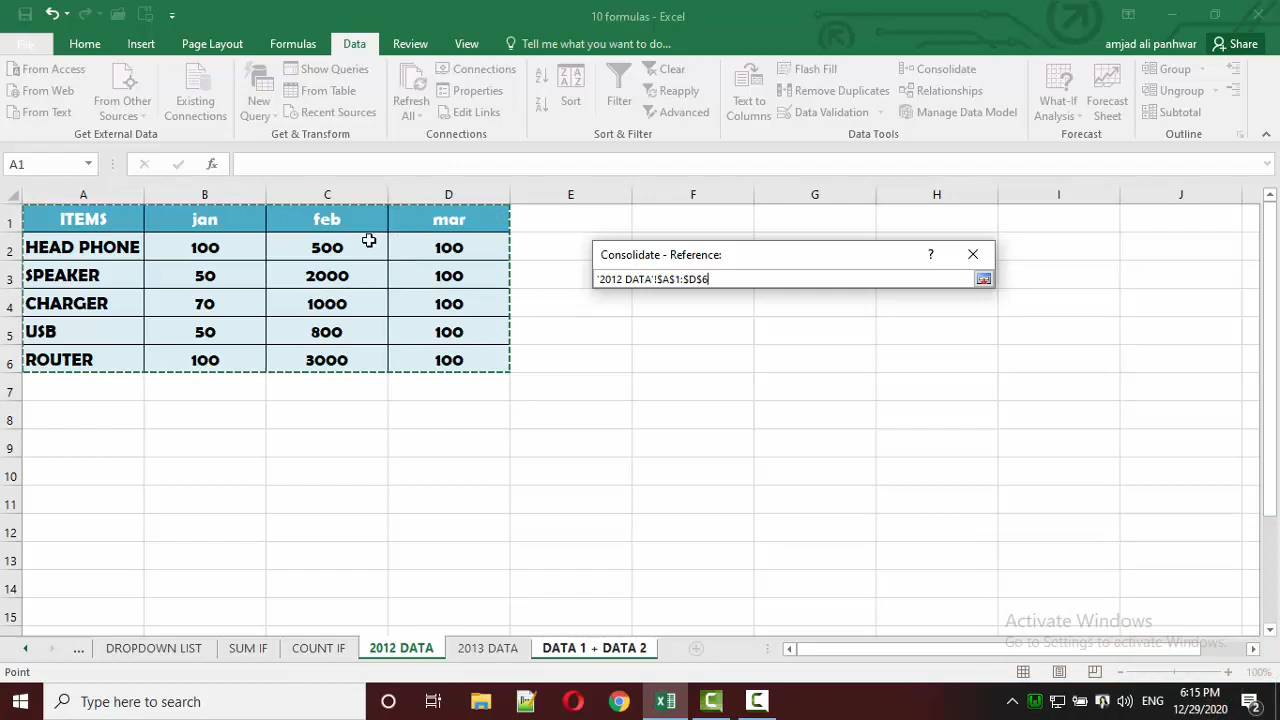 10 formulas - Excel
File
Home
Insert
Page Layout
Formulas
Data
Review
View
Tell me what you want to do...
amjad ali panhwar
Share
From Access
From Web
From Text
From Other Sources
Existing Connections
Get External Data
New Query
Show Queries
From Table
Recent Sources
Get & Transform
Refresh All
Connections
Properties
Edit Links
Connections
Sort
Filter
Clear
Reapply
Advanced
Sort & Filter
Text to Columns
Flash Fill
Remove Duplicates
Data Validation
Consolidate
Relationships
Manage Data Model
Data Tools
What-If Analysis
Forecast Sheet
Forecast
Group
Ungroup
Subtotal
Outline
A1
fx
A B C D E F G H I J
1 ITEMS jan feb mar
2 HEAD PHONE 100 500 100
3 SPEAKER 50 2000 100
4 CHARGER 70 1000 100
5 USB 50 800 100
6 ROUTER 100 3000 100
7
8
9
10
11
12
13
14
15
Consolidate - Reference:
?
'2012 DATA'!$A$1:$D$6
Activate Windows
Go to Settings to activate Windows.
... DROPDOWN LIST SUM IF COUNT IF 2012 DATA 2013 DATA DATA 1 + DATA 2
Point
100%
Type here to search
ENG
6:15 PM
12/29/2020
2